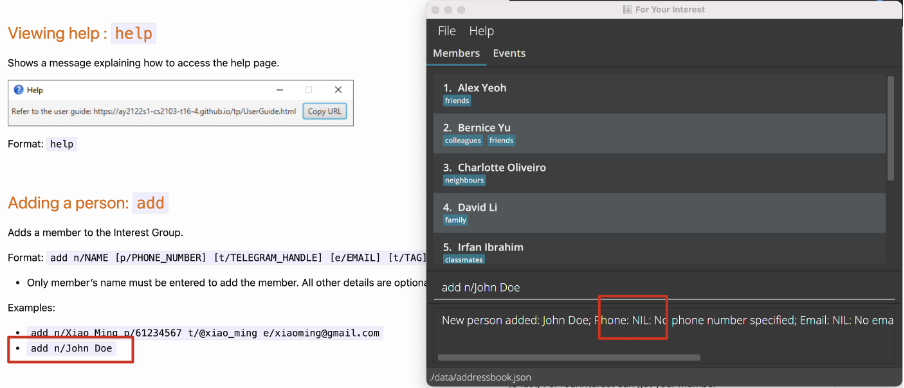 Viewing help : help
Shows a message explaining how to access the help page.
Help
Refer to the user guide: https://ay2122s1-cs2103-t16-4.github.io/tp/UserGuide.html Copy URL
Format: help
Adding a person: add
Adds a member to the Interest Group.
Format: add n/NAME [p/PHONE_NUMBER] [t/TELEGRAM_HANDLE] [e/EMAIL] [t/TAG]
• Only member's name must be entered to add the member. All other details are optiona
Examples:
• add n/Xiao Ming p/61234567 t/@xiao_ming e/xiaoming@gmail.com
• add n/John Doe
For Your Interest
File Help
Members Events
1. Alex Yeoh
friends
2. Bernice Yu
colleagues friends
3. Charlotte Oliveiro
neighbours
4. David Li
family
5. Irfan Ibrahim
classmates
add n/John Doe
New person added: John Doe; Phone: NIL: No phone number specified; Email: NIL: No ema
/data/addressbook.json